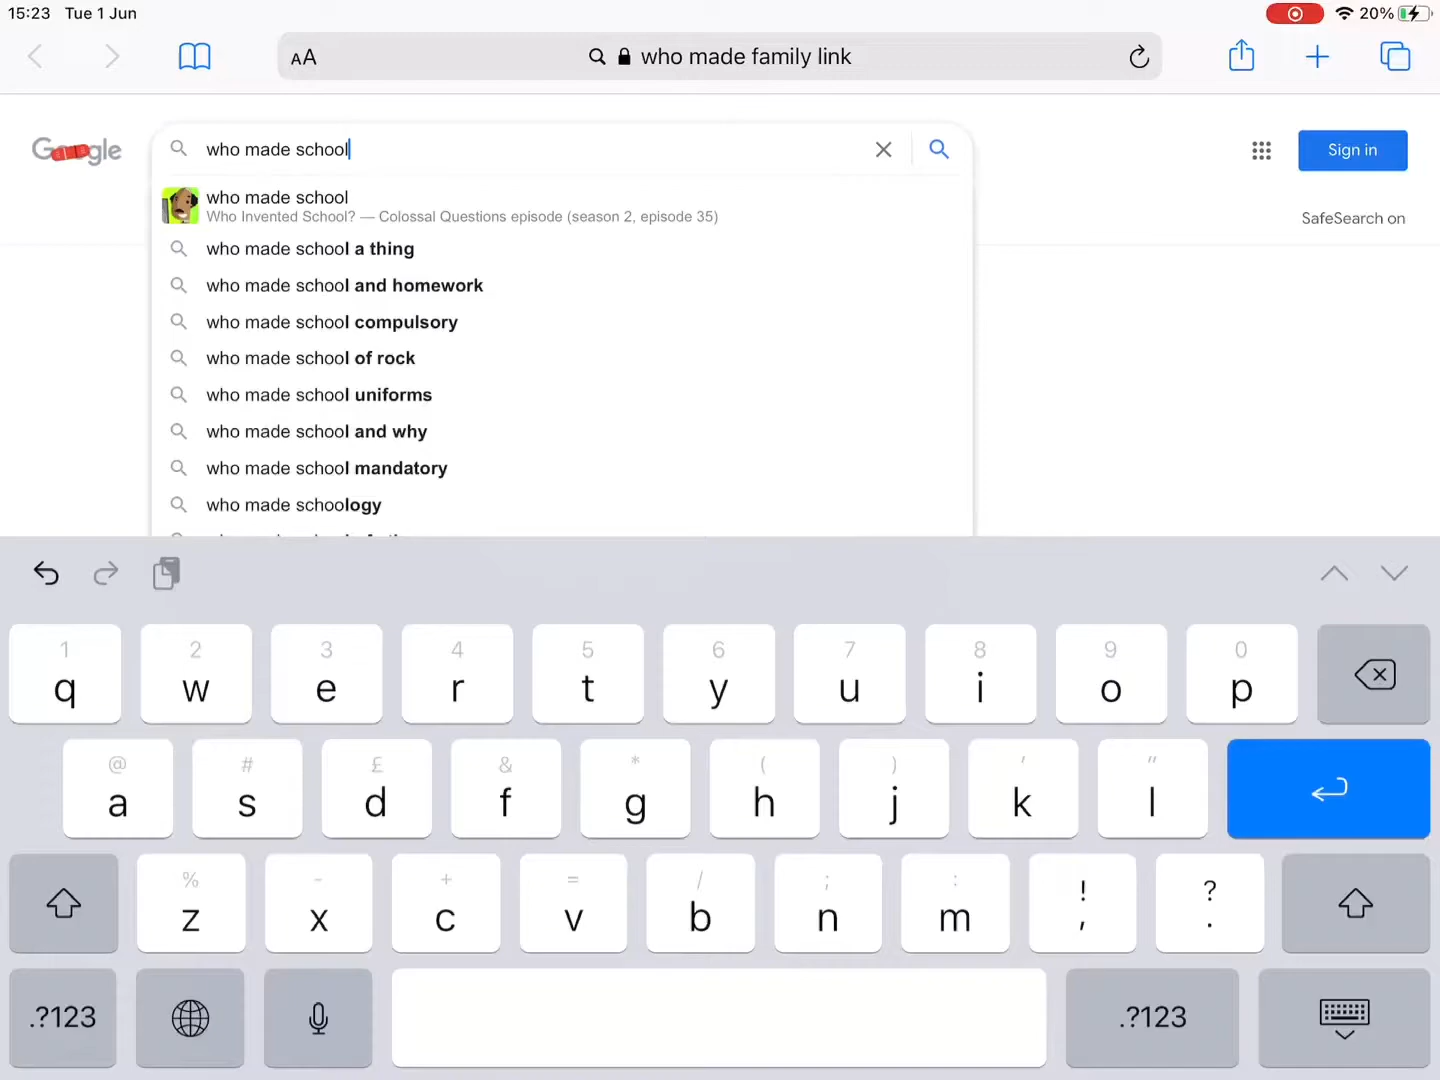 15:23 Tue 1 Jun
20%
AA
who made family link
Google
who made school
Sign in
who made school
Who Invented School? — Colossal Questions episode (season 2, episode 35)
SafeSearch on
who made school a thing
who made school and homework
who made school compulsory
who made school of rock
who made school uniforms
who made school and why
who made school mandatory
who made schoology
1 2 3 4 5 6 7 8 9 0
q w e r t y u i o p
@ # £ & * ( ) ' "
a s d f g h j k l
% - + = / ; : ! ?
z x c v b n m , .
.?123 .?123